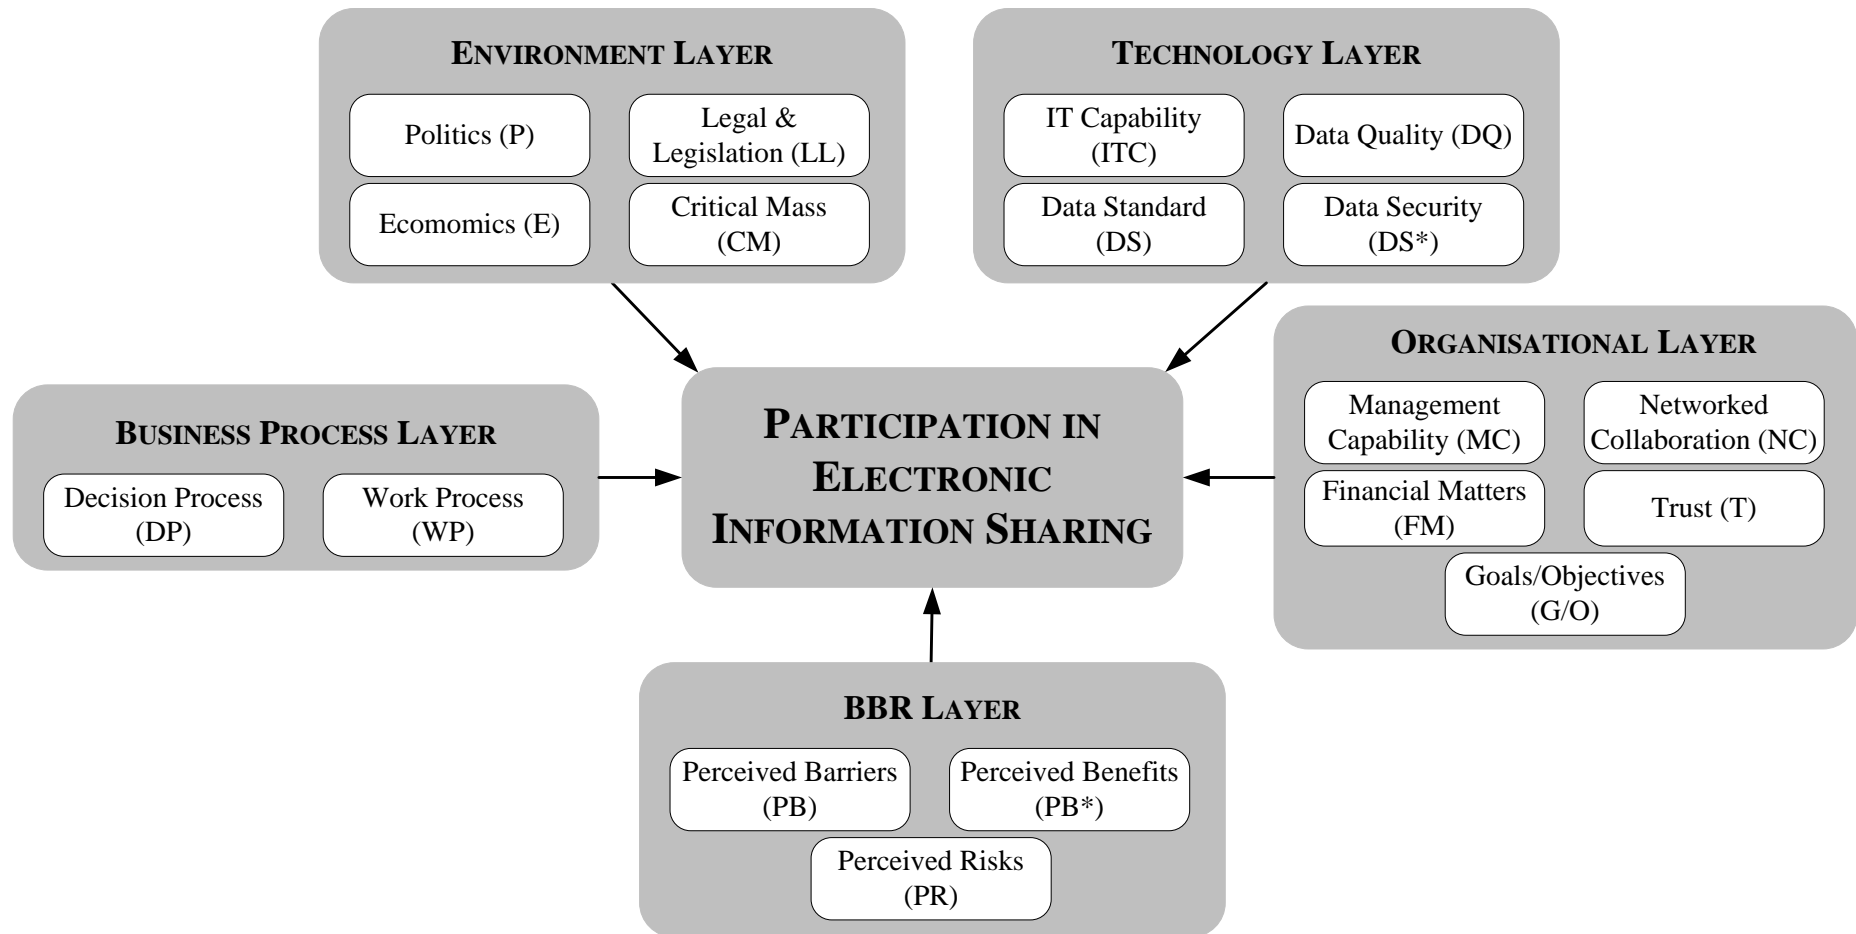 ENVIRONMENT LAYER
Politics (P)
Legal &
Legislation (LL)
Ecomomics (E)
Critical Mass
(CM)
TECHNOLOGY LAYER
IT Capability
(ITC)
Data Quality (DQ)
Data Standard
(DS)
Data Security
(DS*)
BUSINESS PROCESS LAYER
Decision Process
(DP)
Work Process
(WP)
PARTICIPATION IN
ELECTRONIC
INFORMATION SHARING
ORGANISATIONAL LAYER
Management
Capability (MC)
Networked
Collaboration (NC)
Financial Matters
(FM)
Trust (T)
Goals/Objectives
(G/O)
BBR LAYER
Perceived Barriers
(PB)
Perceived Benefits
(PB*)
Perceived Risks
(PR)